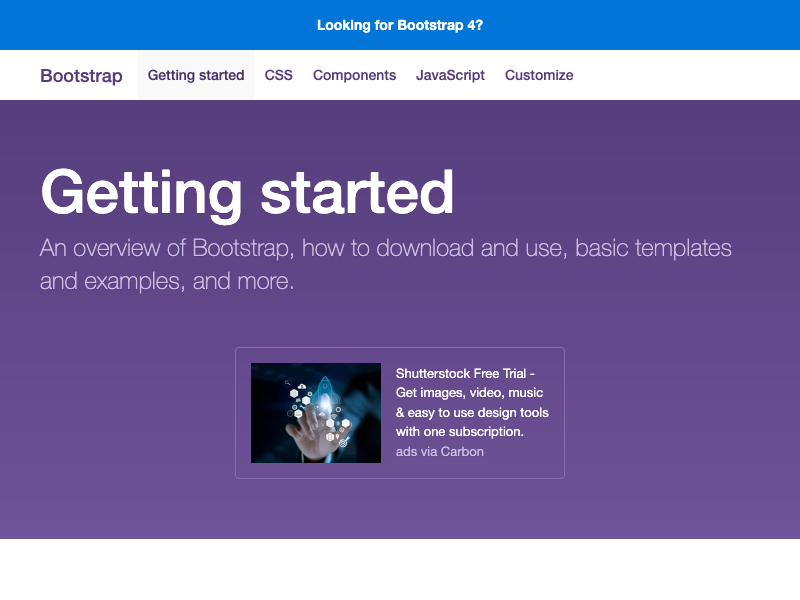 Looking for Bootstrap 4?
Bootstrap Getting started CSS Components JavaScript Customize
Getting started
An overview of Bootstrap, how to download and use, basic templates
and examples, and more.
Shutterstock Free Trial -
Get images, video, music
& easy to use design tools
with one subscription.
ads via Carbon